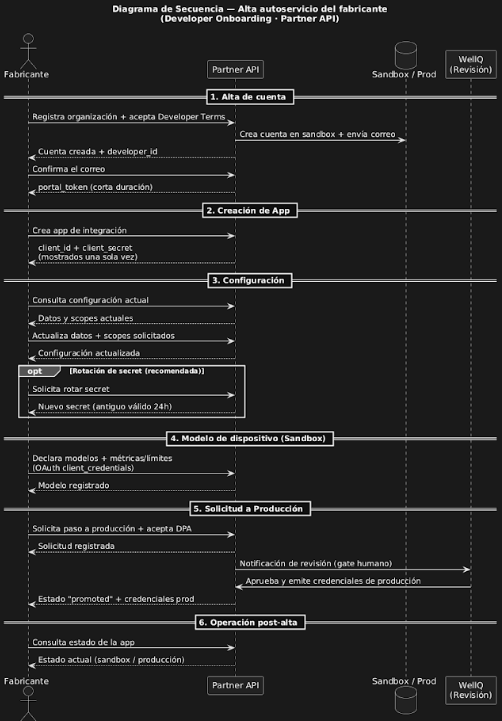 Diagrama de Secuencia — Alta autoservicio del fabricante
(Developer Onboarding · Partner API)
Fabricante
Partner API
Sandbox / Prod
WellQ
(Revisión)
1. Alta de cuenta
Registra organización + acepta Developer Terms
Crea cuenta en sandbox + envía correo
Cuenta creada + developer_id
Confirma el correo
portal_token (corta duración)
2. Creación de App
Crea app de integración
client_id + client_secret
(mostrados una sola vez)
3. Configuración
Consulta configuración actual
Datos y scopes actuales
Actualiza datos + scopes solicitados
Configuración actualizada
opt
[Rotación de secret (recomendada)]
Solicita rotar secret
Nuevo secret (antiguo válido 24h)
4. Modelo de dispositivo (Sandbox)
Declara modelos + métricas/límites
(OAuth client_credentials)
Modelo registrado
5. Solicitud a Producción
Solicita paso a producción + acepta DPA
Solicitud registrada
Notificación de revisión (gate humano)
Aprueba y emite credenciales de producción
Estado "promoted" + credenciales prod
6. Operación post-alta
Consulta estado de la app
Estado actual (sandbox / producción)
Fabricante
Partner API
Sandbox / Prod
WellQ
(Revisión)